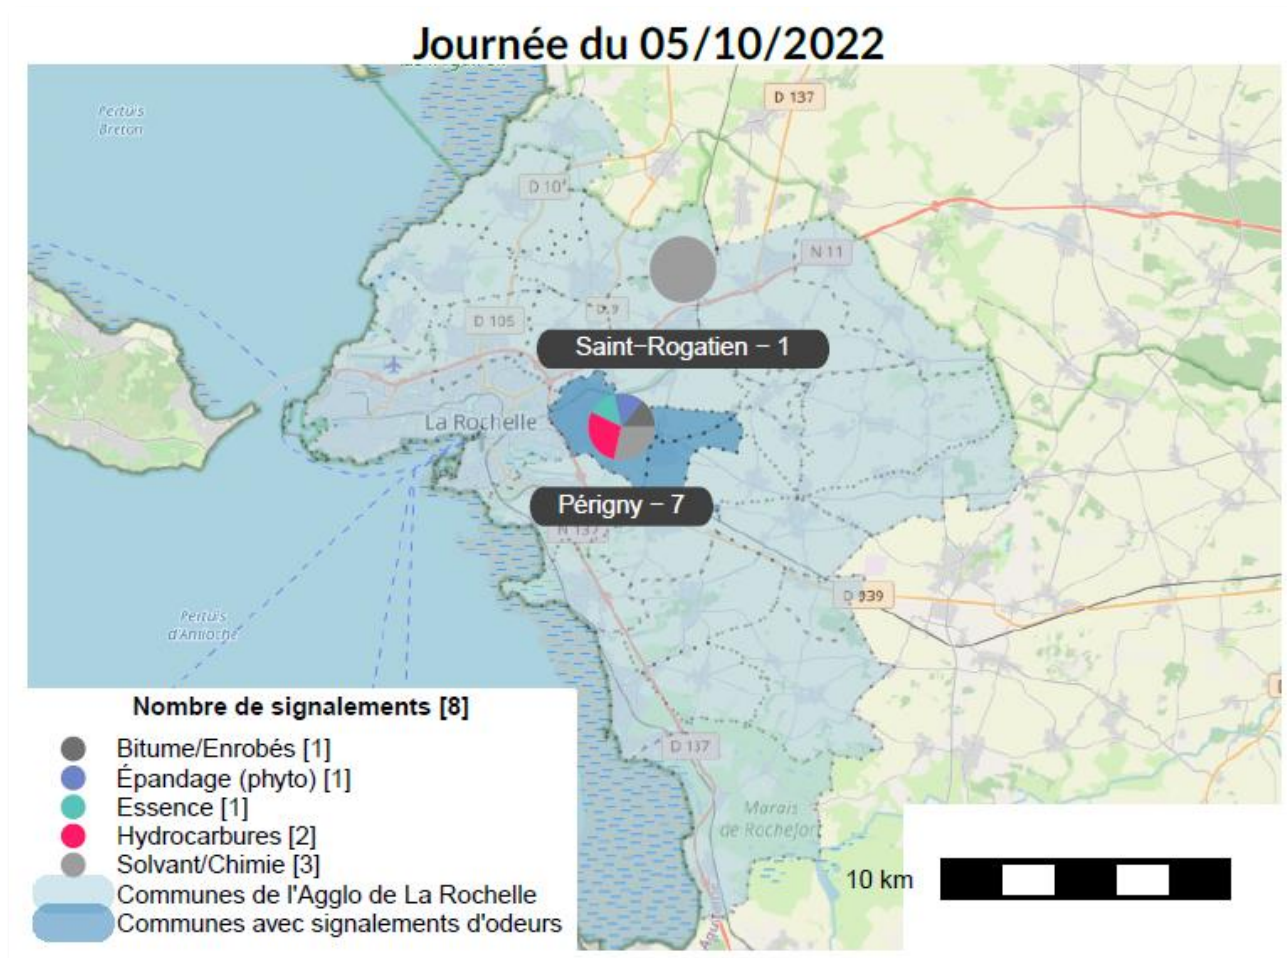 Journée du 05/10/2022
Pertuis
Breton
D 137
D 10
N 11
D 9
D 105
Saint-Rogatien – 1
La Rochelle
Périgny – 7
N 137
D 939
Pertuis
d'Antioche
D 137
Marais
de Rochefort
Nombre de signalements [8]
Bitume/Enrobés [1]
Épandage (phyto) [1]
Essence [1]
Hydrocarbures [2]
Solvant/Chimie [3]
Communes de l'Agglo de La Rochelle
Communes avec signalements d'odeurs
10 km